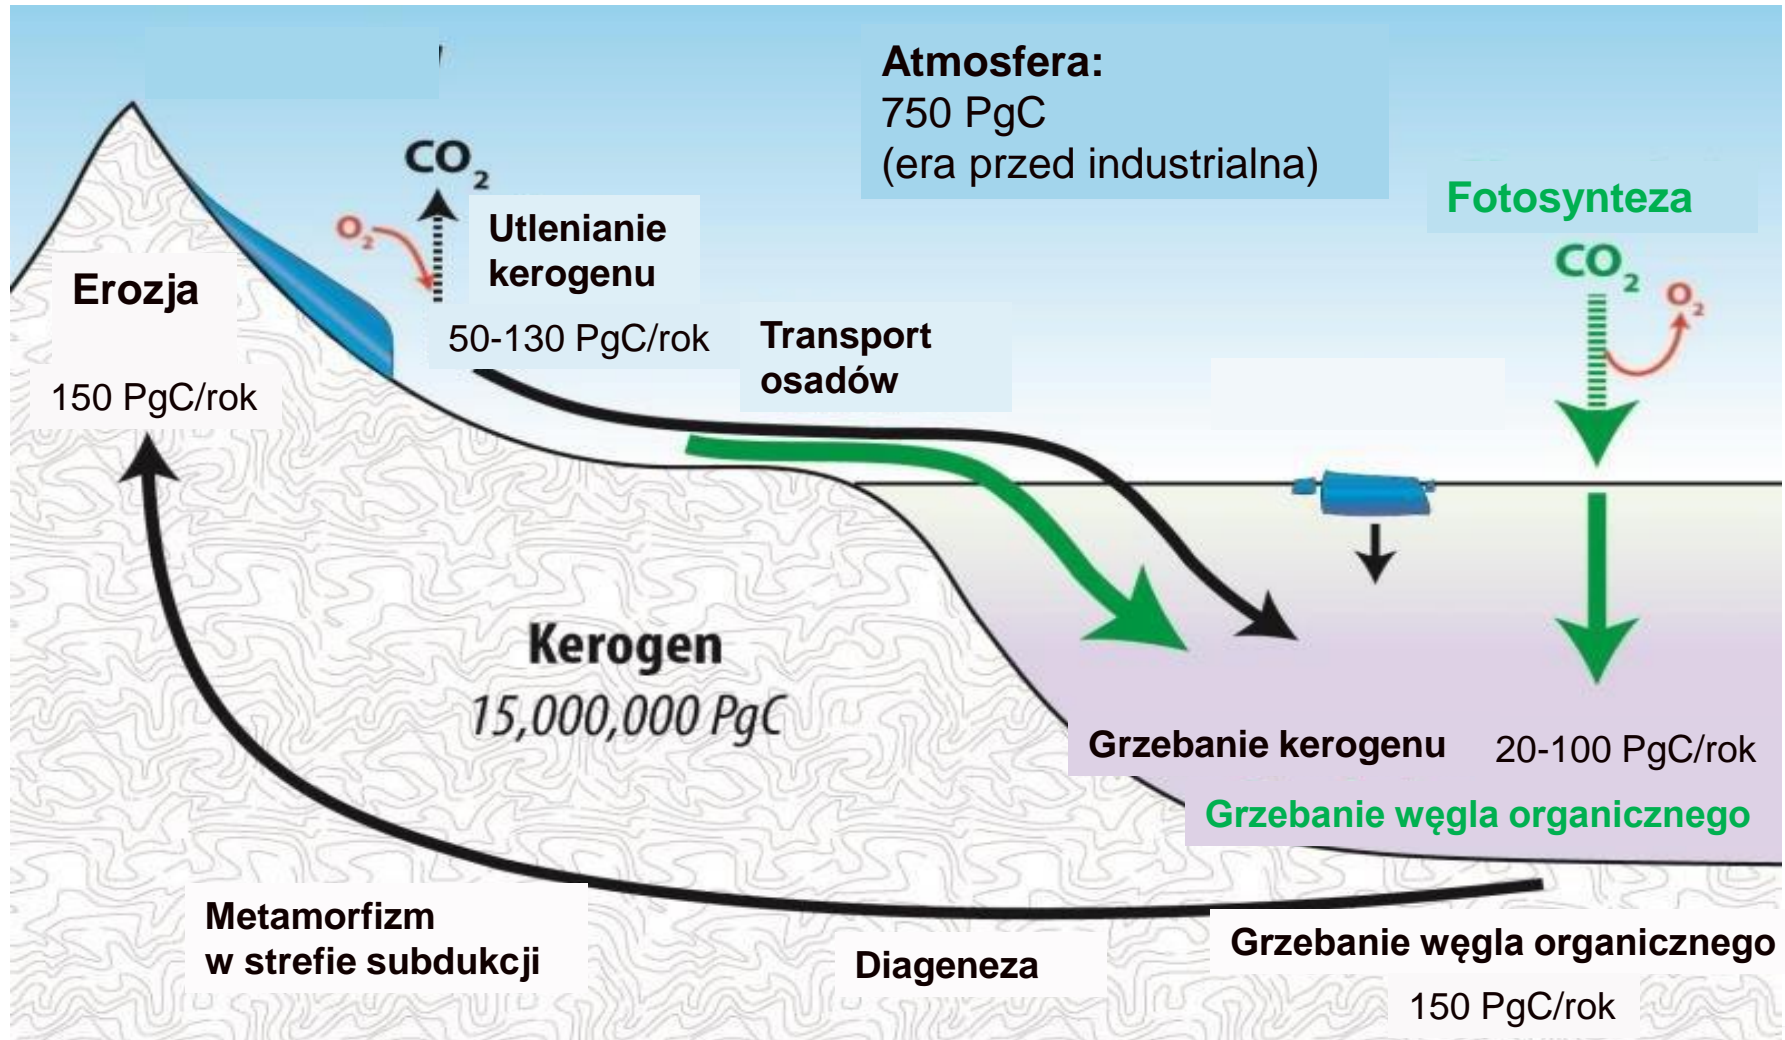 Atmosfera:
750 PgC
(era przed industrialna)
CO2
O2
Utlenianie
kerogenu
50-130 PgC/rok
Fotosynteza
CO2
O2
Erozja
150 PgC/rok
Transport
osadów
Kerogen
15,000,000 PgC
Grzebanie kerogenu 20-100 PgC/rok
Grzebanie węgla organicznego
Metamorfizm
w strefie subdukcji
Diageneza
Grzebanie węgla organicznego
150 PgC/rok